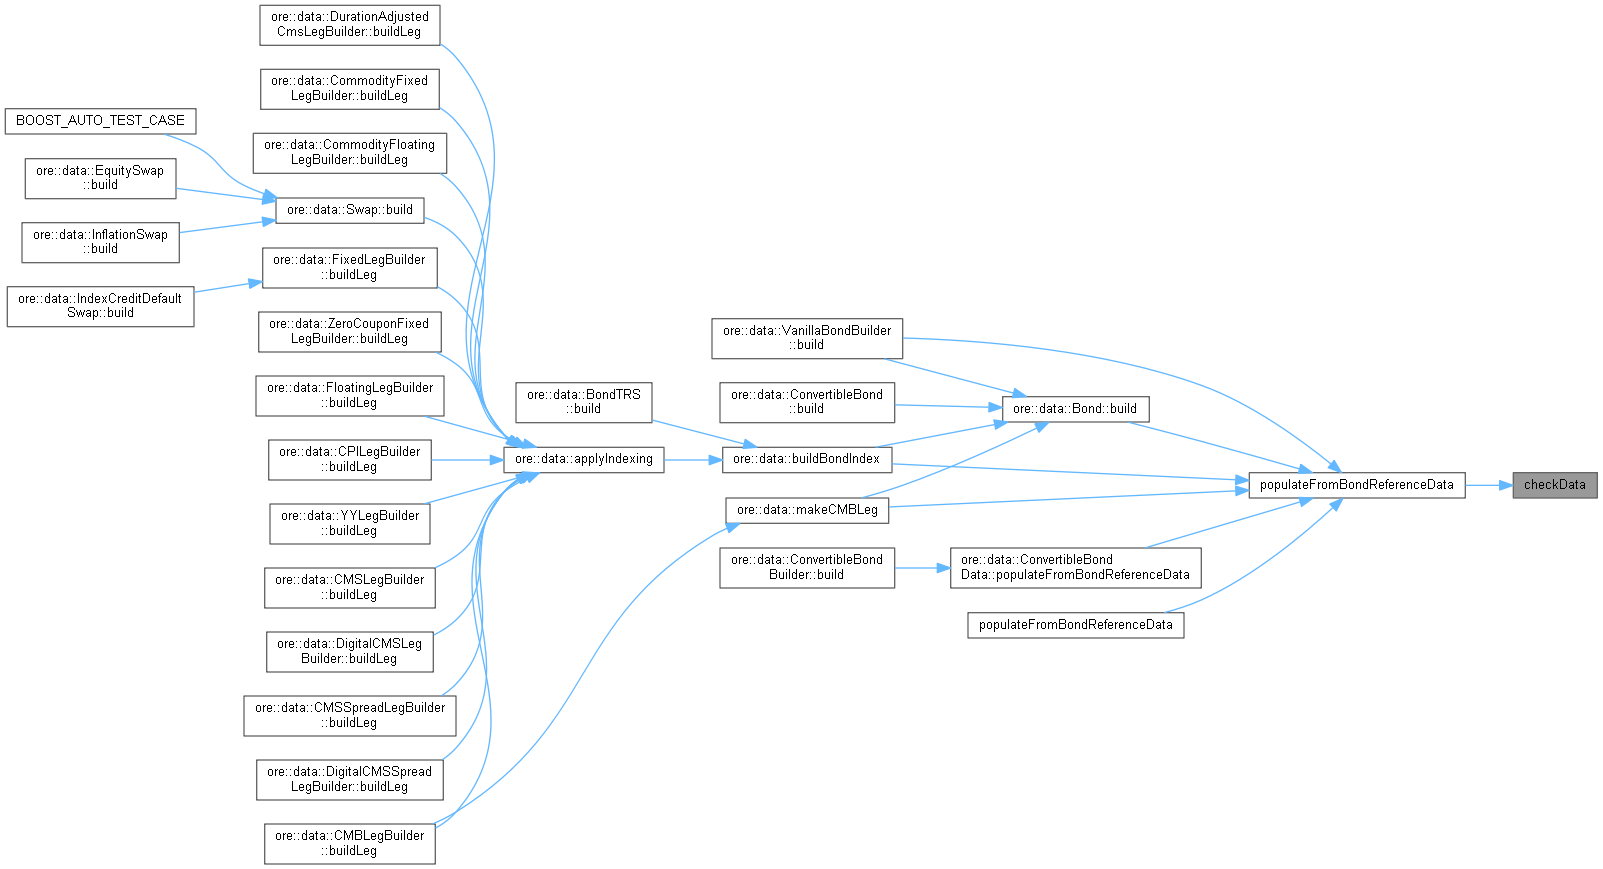 BOOST_AUTO_TEST_CASE
ore::data::EquitySwap
::build
ore::data::InflationSwap
::build
ore::data::IndexCreditDefault
Swap::build
ore::data::DurationAdjusted
CmsLegBuilder::buildLeg
ore::data::CommodityFixed
LegBuilder::buildLeg
ore::data::CommodityFloating
LegBuilder::buildLeg
ore::data::Swap::build
ore::data::FixedLegBuilder
::buildLeg
ore::data::ZeroCouponFixed
LegBuilder::buildLeg
ore::data::FloatingLegBuilder
::buildLeg
ore::data::CPILegBuilder
::buildLeg
ore::data::YYLegBuilder
::buildLeg
ore::data::CMSLegBuilder
::buildLeg
ore::data::DigitalCMSLeg
Builder::buildLeg
ore::data::CMSSpreadLegBuilder
::buildLeg
ore::data::DigitalCMSSpread
LegBuilder::buildLeg
ore::data::CMBLegBuilder
::buildLeg
ore::data::BondTRS
::build
ore::data::applyIndexing
ore::data::VanillaBondBuilder
::build
ore::data::ConvertibleBond
::build
ore::data::buildBondIndex
ore::data::makeCMBLeg
ore::data::ConvertibleBond
Builder::build
ore::data::Bond::build
ore::data::ConvertibleBond
Data::populateFromBondReferenceData
populateFromBondReferenceData
populateFromBondReferenceData
checkData